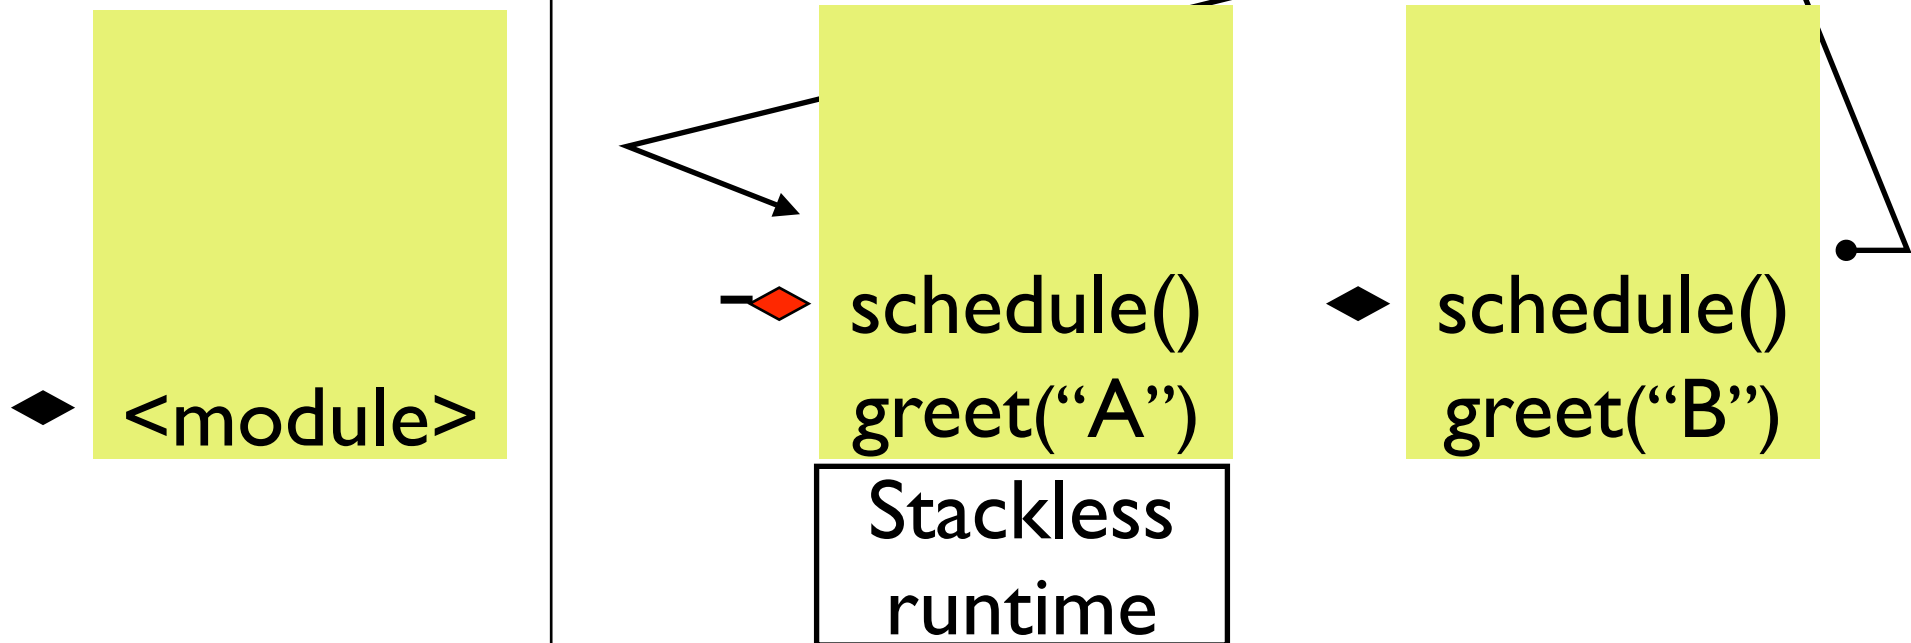 <module>
schedule()
greet(“A”)
Stackless
runtime
schedule()
greet(“B”)